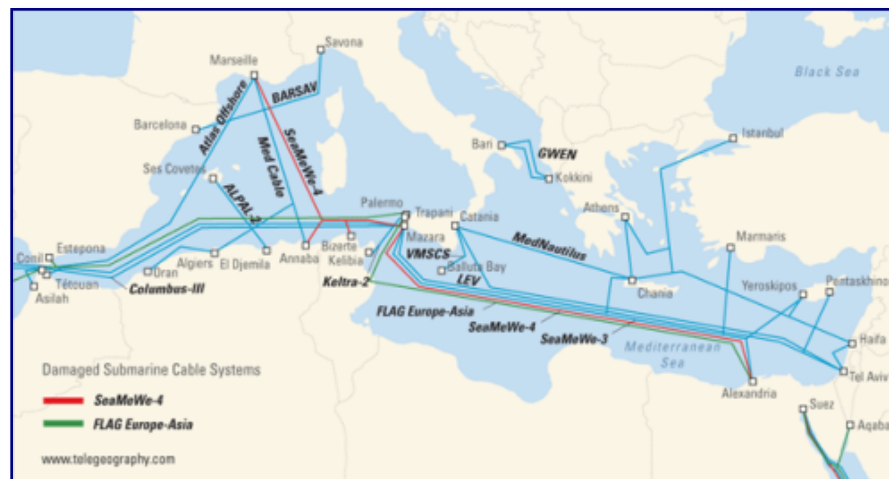 Savona
Marseille
Black Sea
BARSAV
Atlas Offshore
Barcelona
Istanbul
Med Cable
SeaMeWe-4
Bari
GWEN
Ses Covetes
Kokkini
ALPAL-2
Palermo
Trapani
Catania
Athens
Marmaris
Estepona
Mazara
MedNautilus
Conil
Bizerte
VMSCS
Yeroskipos
Pentaskhinos
Oran
Algiers
El Djemila
Annaba
Kelibia
Balluta Bay
Tétouan
Keltra-2
LEV
Chania
Asilah
Columbus-III
FLAG Europe-Asia
SeaMeWe-4
SeaMeWe-3
Haifa
Mediterranean
Sea
Damaged Submarine Cable Systems
Tel Aviv
Alexandria
SeaMeWe-4
Suez
FLAG Europe-Asia
Aqaba
www.telegeography.com